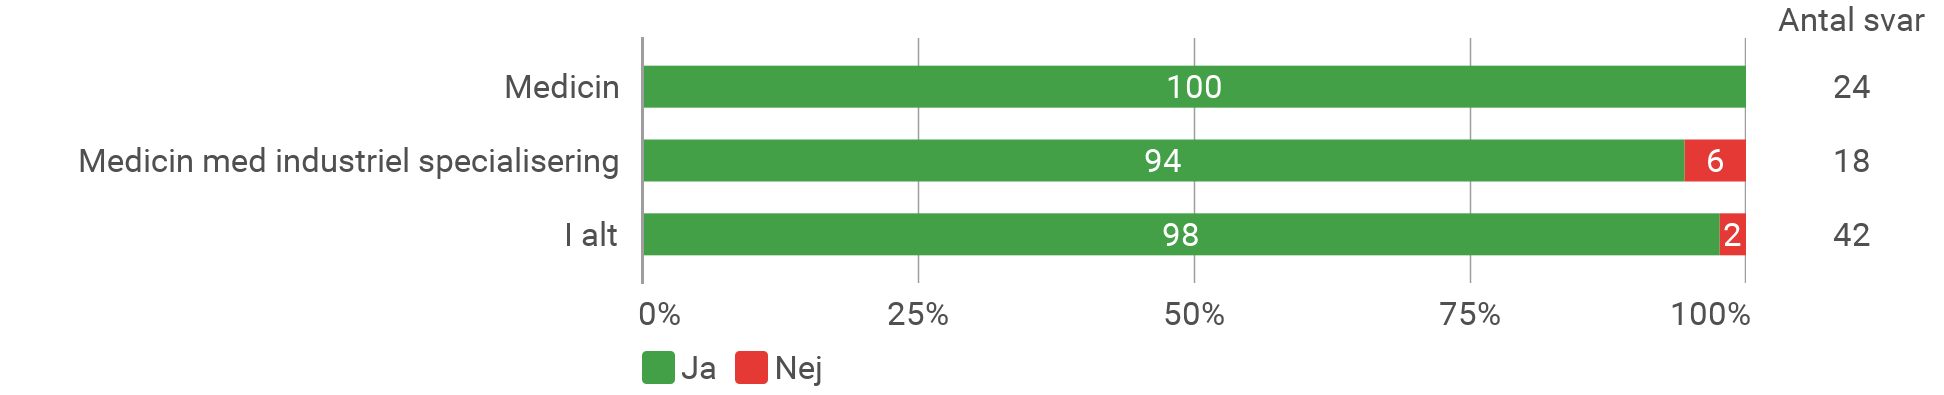 Antal svar
Medicin 100 24
Medicin med industriel specialisering 94 6 18
I alt 98 2 42
0% 25% 50% 75% 100%
Ja Nej